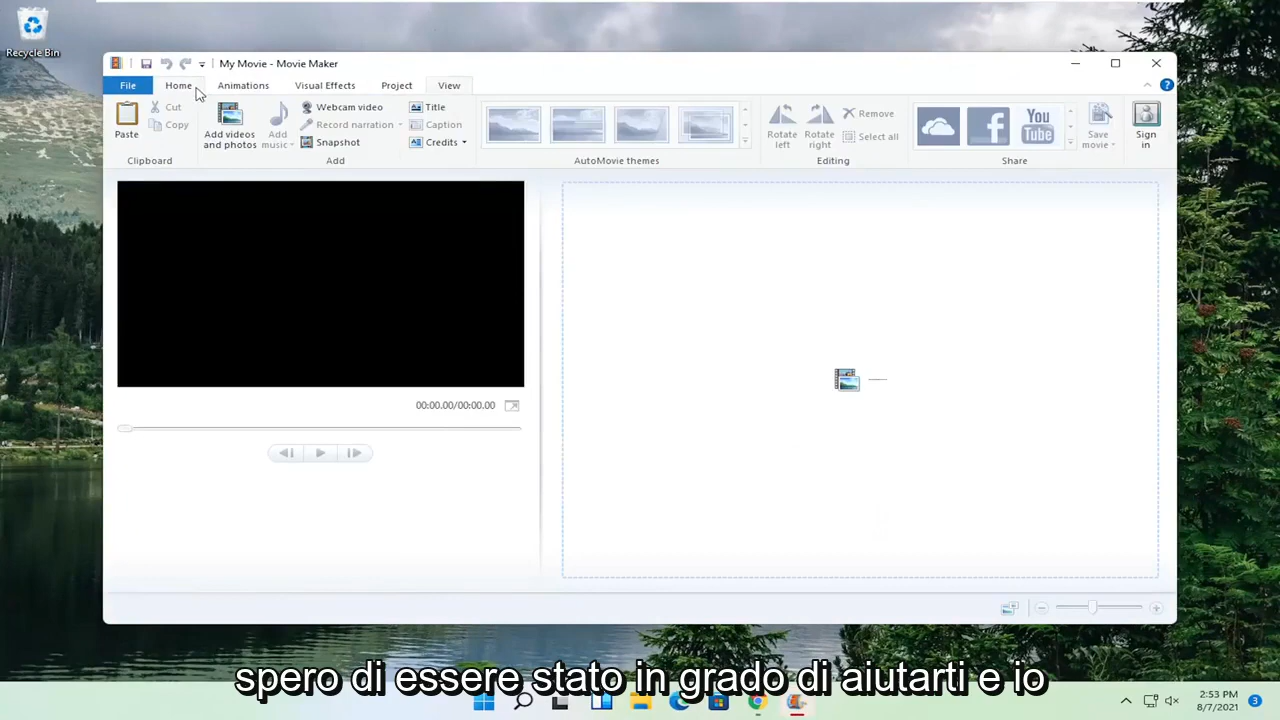 Recycle Bin
My Movie - Movie Maker
File Home Animations Visual Effects Project View
Paste
Cut
Copy
Clipboard
Add videos
and photos
Add
music
Webcam video
Record narration
Snapshot
Title
Caption
Credits
Add
AutoMovie themes
Rotate
left
Rotate
right
Remove
Select all
Editing
You
Tube
Share
Save
movie
Sign
in
00:00.00/00:00.00
spero di essere stato in grado di aiutarti e io
2:53 PM
8/7/2021
3